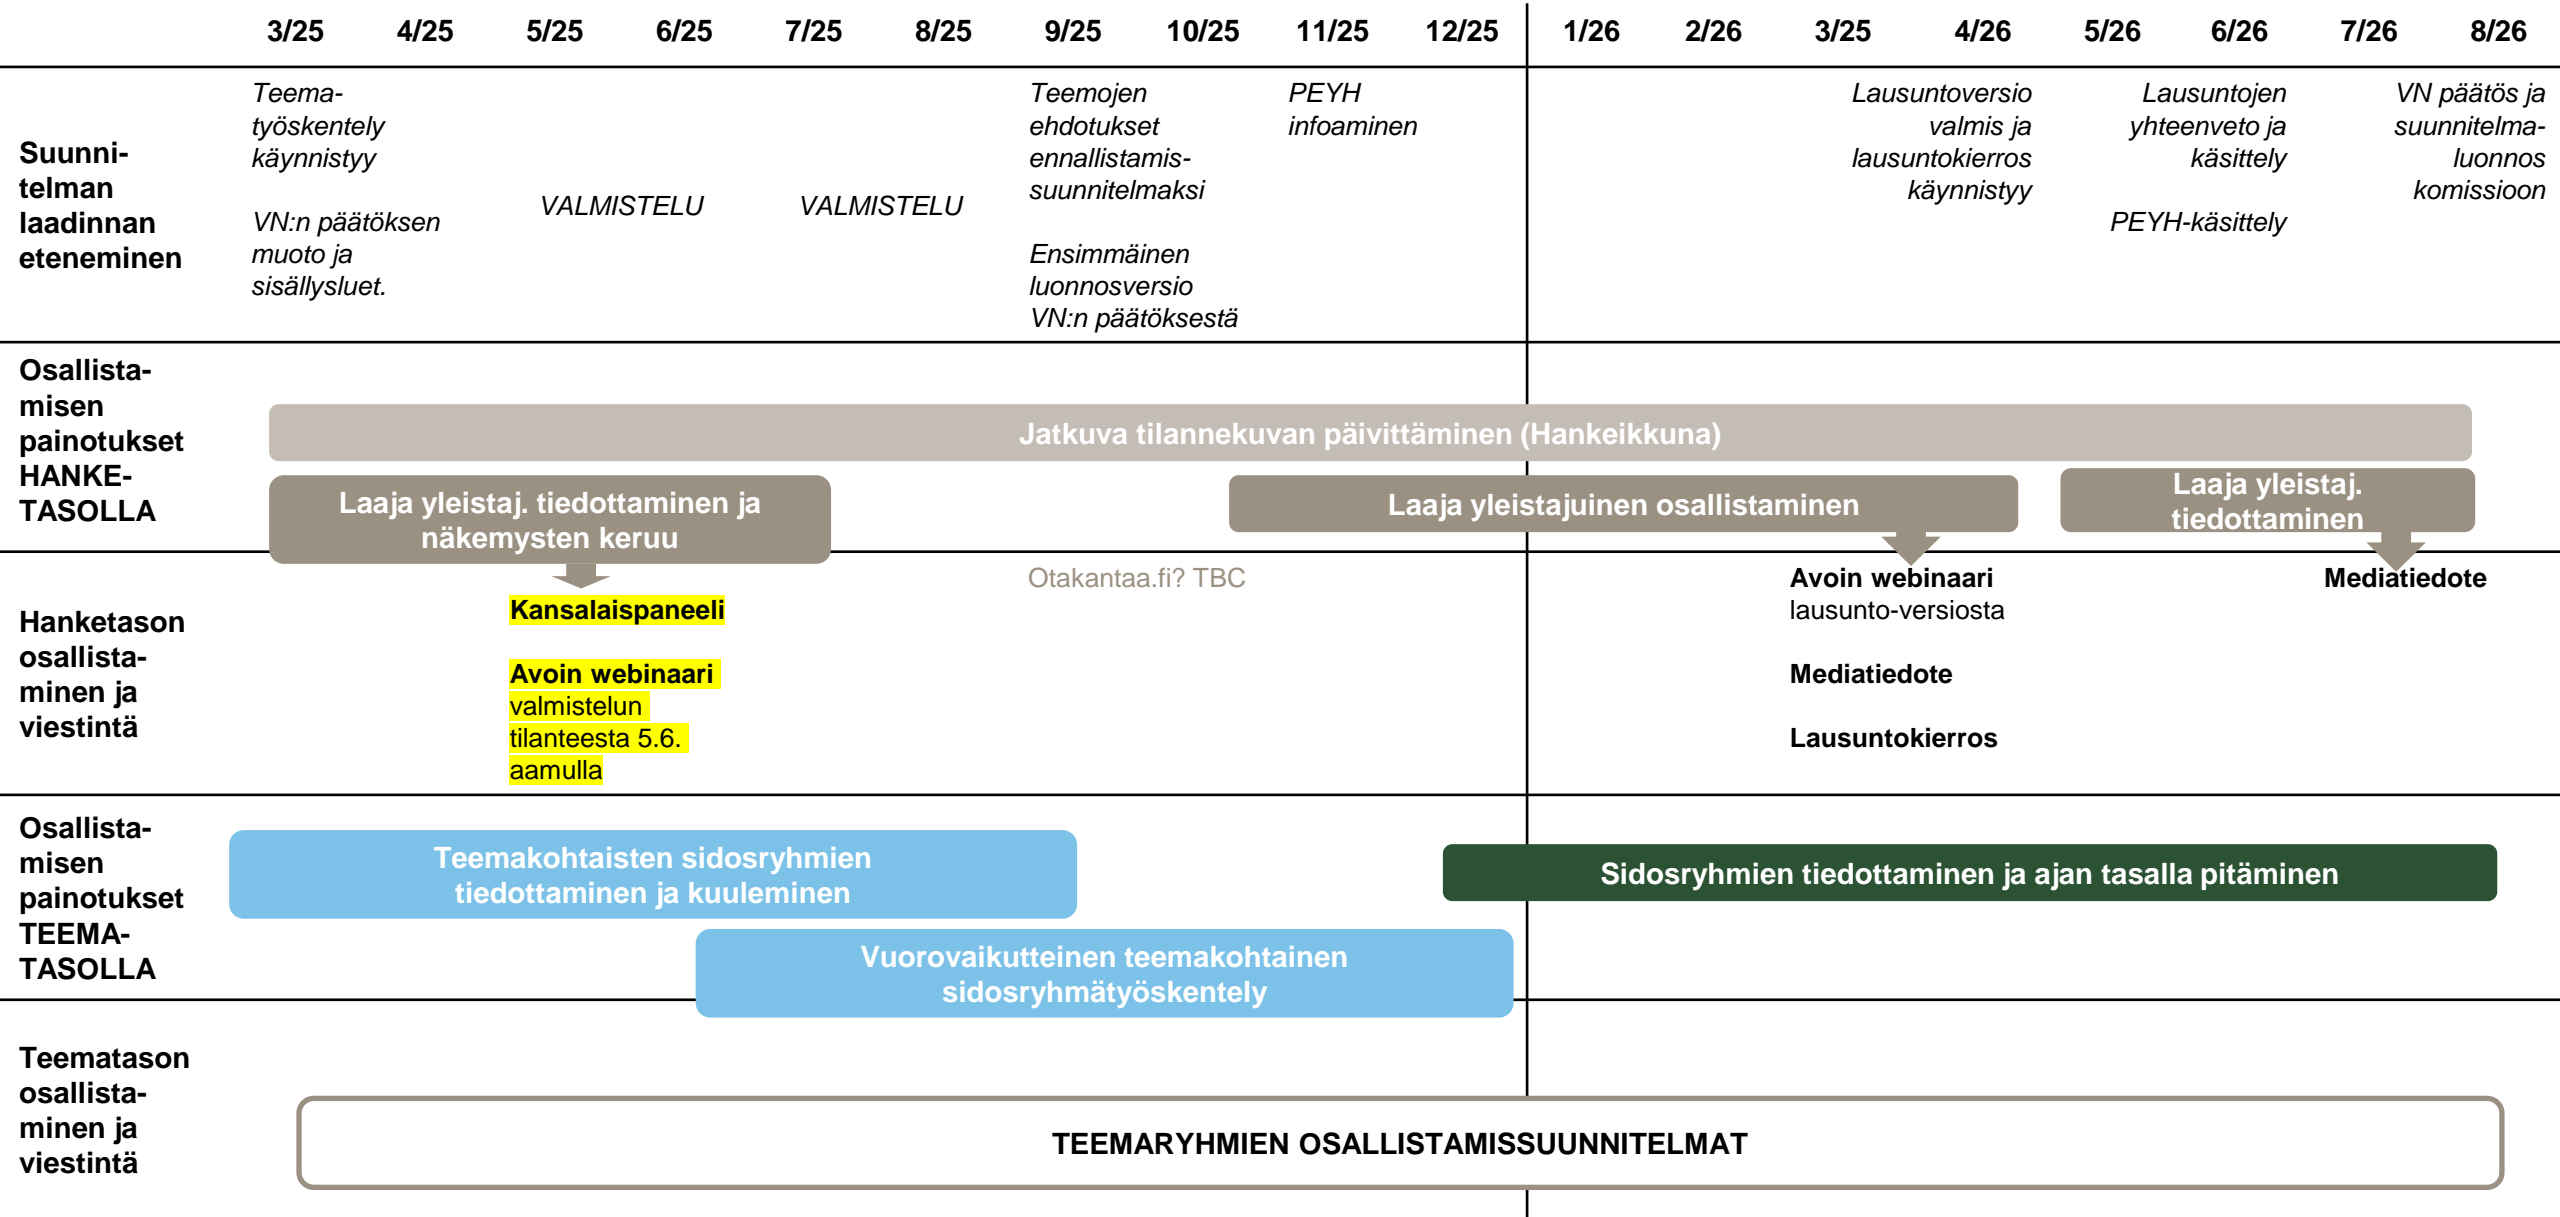 3/25 4/25 5/25 6/25 7/25 8/25 9/25 10/25 11/25 12/25 1/26 2/26 3/25 4/26 5/26 6/26 7/26 8/26
Suunni-
telman
laadinnan
eteneminen
Teema-
työskentely
käynnistyy
VN:n päätöksen
muoto ja
sisällysluet.
VALMISTELU
VALMISTELU
Teemojen
ehdotukset
ennallistamis-
suunnitelmaksi
Ensimmäinen
luonnosversio
VN:n päätöksestä
PEYH
infoaminen
Lausuntoversio
valmis ja
lausuntokierros
käynnistyy
Lausuntojen
yhteenveto ja
käsittely
PEYH-käsittely
VN päätös ja
suunnitelma-
luonnos
komissioon
Osallista-
misen
painotukset
HANKE-
TASOLLA
Jatkuva tilannekuvan päivittäminen (Hankeikkuna)
Laaja yleistaj. tiedottaminen ja
näkemysten keruu
Laaja yleistajuinen osallistaminen
Laaja yleistaj.
tiedottaminen
Hanketason
osallista-
minen ja
viestintä
Kansalaispaneeli
Avoin webinaari
valmistelun
tilanteesta 5.6.
aamulla
Otakantaa.fi? TBC
Avoin webinaari
lausunto-versiosta
Mediatiedote
Lausuntokierros
Mediatiedote
Osallista-
misen
painotukset
TEEMA-
TASOLLA
Teemakohtaisten sidosryhmien
tiedottaminen ja kuuleminen
Sidosryhmien tiedottaminen ja ajan tasalla pitäminen
Vuorovaikutteinen teemakohtainen
sidosryhmätyöskentely
Teematason
osallista-
minen ja
viestintä
TEEMARYHMIEN OSALLISTAMISSUUNNITELMAT